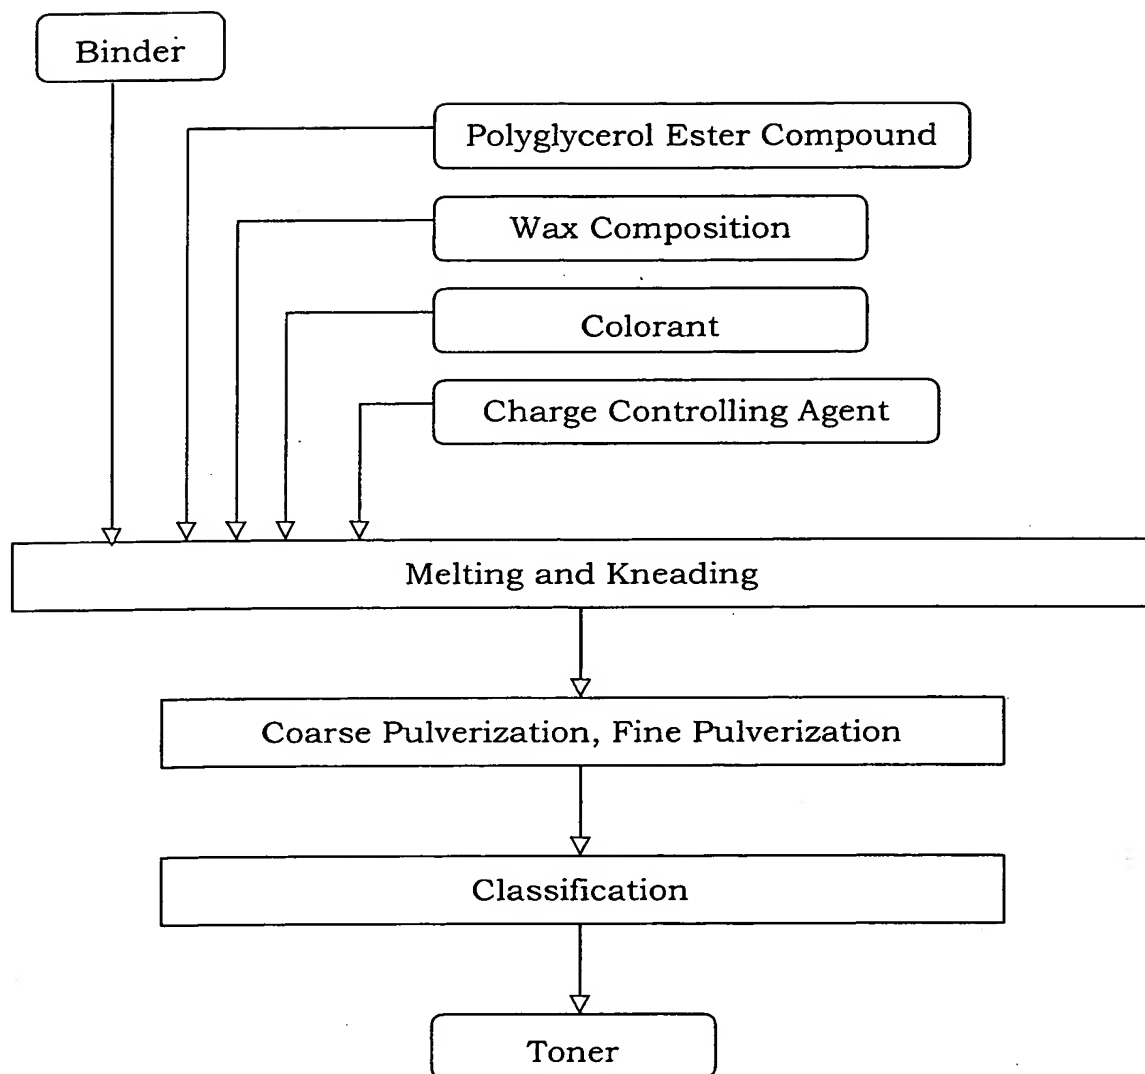 Binder
Polyglycerol Ester Compound
Wax Composition
Colorant
Charge Controlling Agent
Melting and Kneading
Coarse Pulverization, Fine Pulverization
Classification
Toner